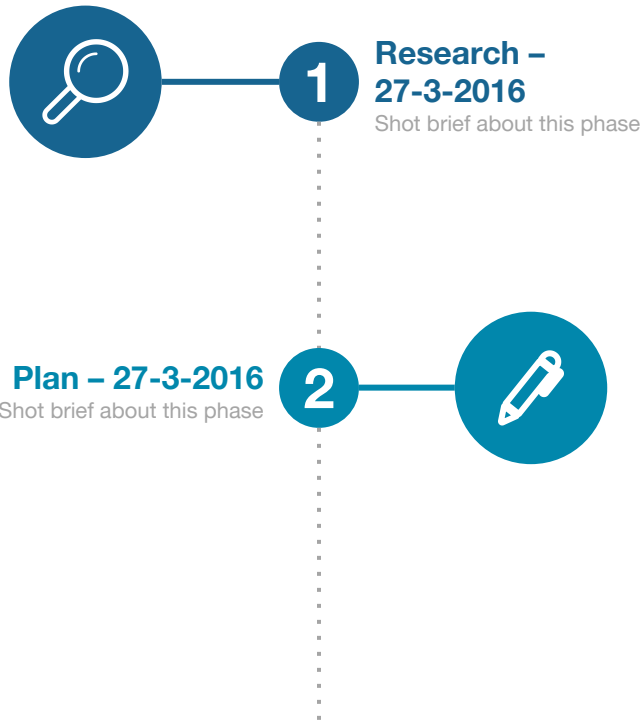 1
Research –
27-3-2016
Shot brief about this phase
Plan – 27-3-2016
Shot brief about this phase
2